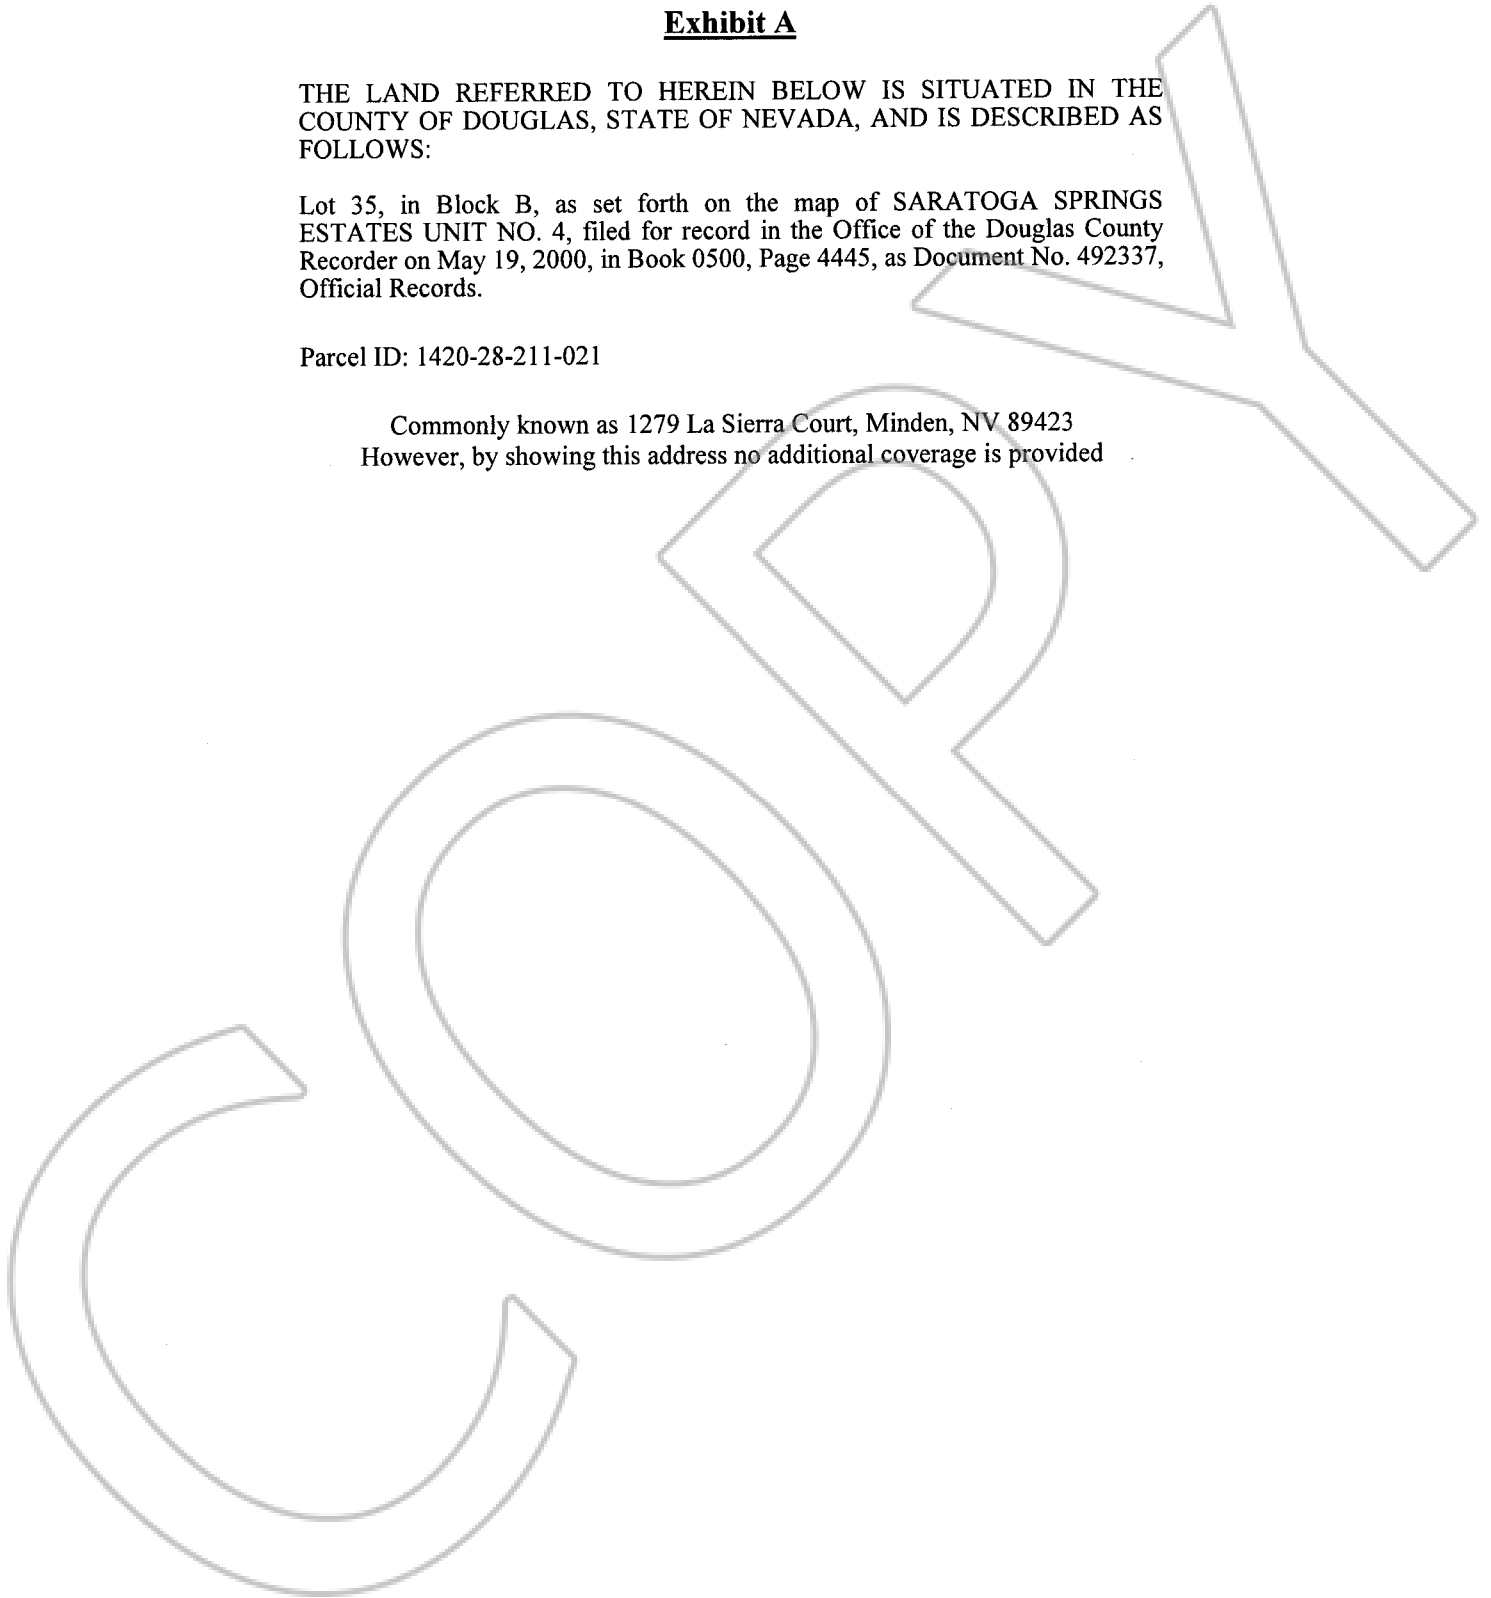 Exhibit A
THE LAND REFERRED TO HEREIN BELOW IS SITUATED IN THE
COUNTY OF DOUGLAS, STATE OF NEVADA, AND IS DESCRIBED AS
FOLLOWS:
Lot 35, in Block B, as set forth on the map of SARATOGA SPRINGS
ESTATES UNIT NO. 4, filed for record in the Office of the Douglas County
Recorder on May 19, 2000, in Book 0500, Page 4445, as Document No. 492337,
Official Records.
Parcel ID: 1420-28-211-021
Commonly known as 1279 La Sierra Court, Minden, NV 89423
However, by showing this address no additional coverage is provided
COPY